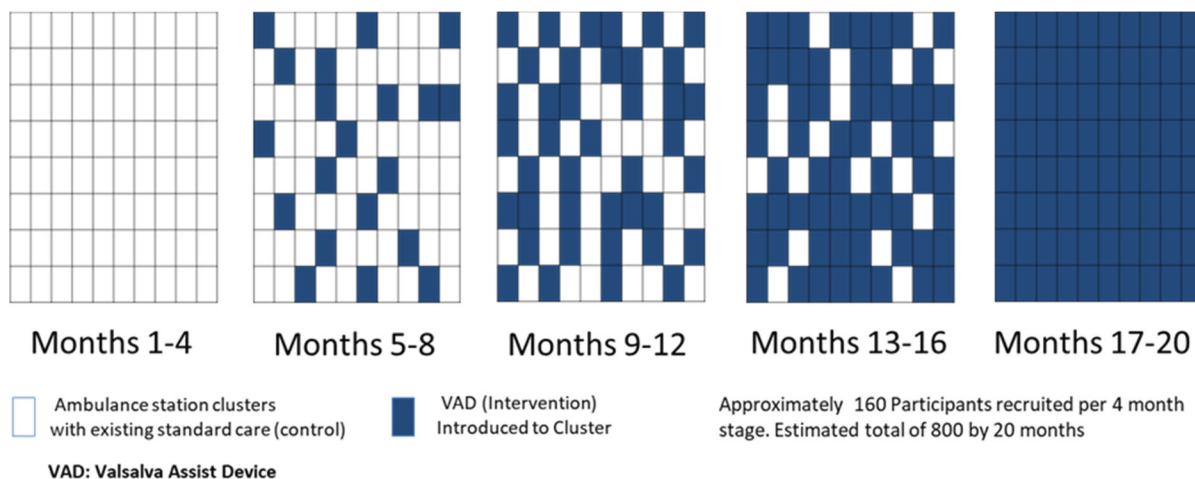 Months 1-4
Months 5-8
Months 9-12
Months 13-16
Months 17-20
Ambulance station clusters
with existing standard care (control)
VAD (Intervention)
Introduced to Cluster
Approximately 160 Participants recruited per 4 month
stage. Estimated total of 800 by 20 months
VAD: Valsalva Assist Device